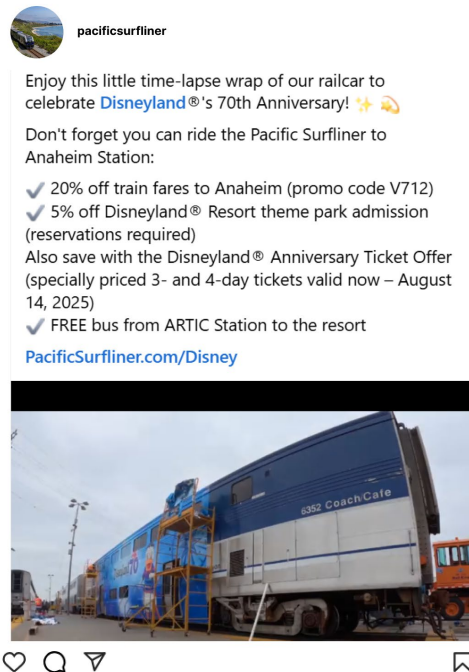 pacificsurfliner
Enjoy this little time-lapse wrap of our railcar to
celebrate Disneyland®'s 70th Anniversary! ✨ 💫
Don't forget you can ride the Pacific Surfliner to
Anaheim Station:
✔️ 20% off train fares to Anaheim (promo code V712)
✔️ 5% off Disneyland® Resort theme park admission
(reservations required)
Also save with the Disneyland® Anniversary Ticket Offer
(specially priced 3- and 4-day tickets valid now – August
14, 2025)
✔️ FREE bus from ARTIC Station to the resort
PacificSurfliner.com/Disney
6352 Coach/Cafe
70